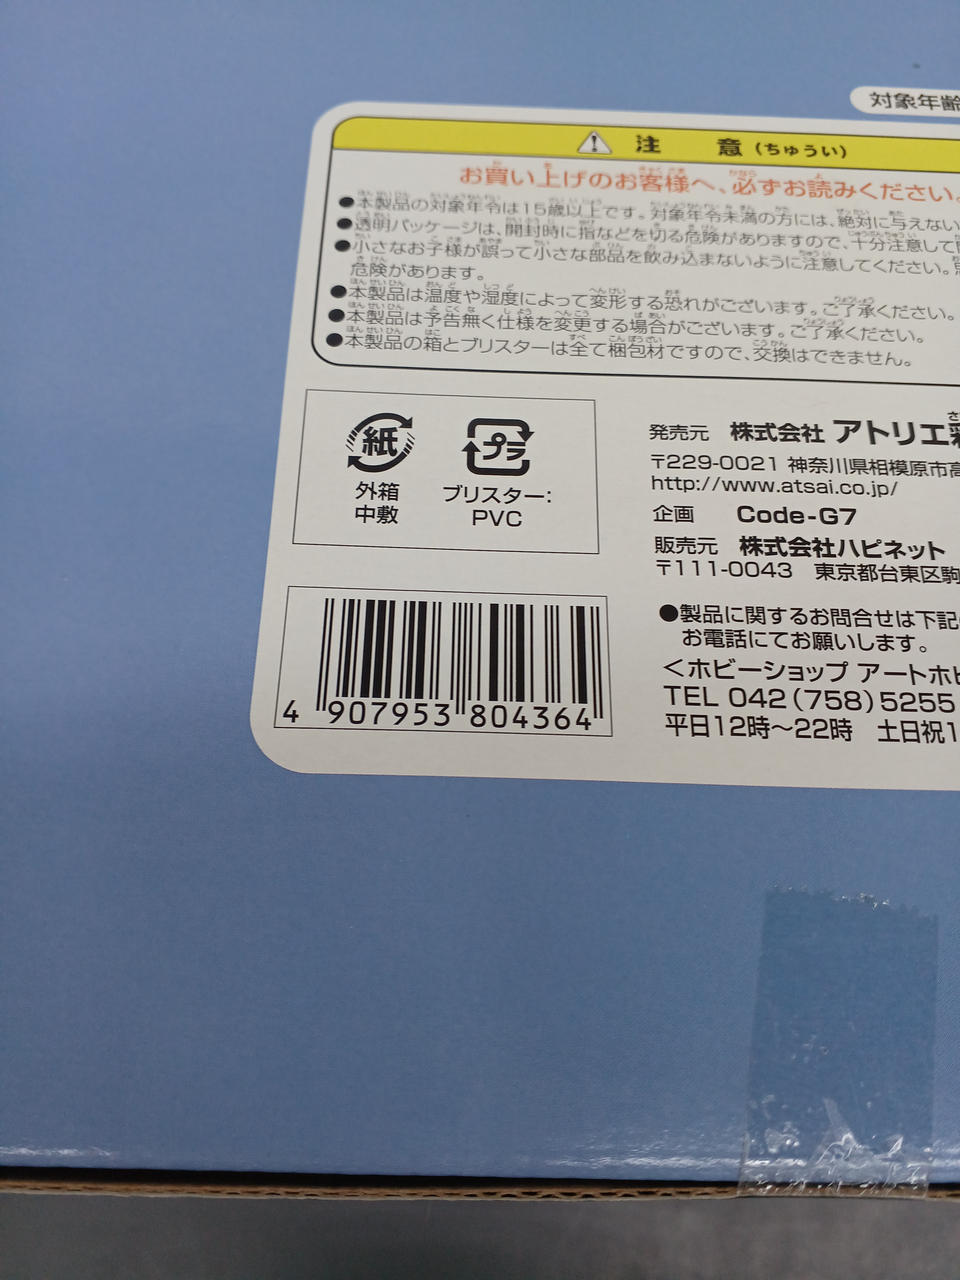 対象年齢
注 意(ちゅうい)
お買い上げのお客様へ、必ずお読みください。
●本製品の対象年令は15歳以上です。対象年令未満の方には、絶対に与えない
●透明パッケージは、開封時に指などを切る危険がありますので、十分注意して
●小さなお子様が誤って小さな部品を飲み込まないように注意してください。
危険があります。
●本製品は温度や湿度によって変形する恐れがございます。ご了承ください。
●本製品は予告無く仕様を変更する場合がございます。ご了承ください。
●本製品の箱とブリスターは全て梱包材ですので、交換はできません。
紙
外箱
中敷
プラ
ブリスター:
PVC
発売元 株式会社 アトリエ彩
〒229-0021 神奈川県相模原市高
http://www.atsai.co.jp/
企画 Code-G7
販売元 株式会社ハピネット
〒111-0043 東京都台東区駒
●製品に関するお問合せは下記
お電話にてお願いします。
<ホビーショップ アートホビ
TEL 042(758)5255
平日12時〜22時 土日祝1
4 907953 804364